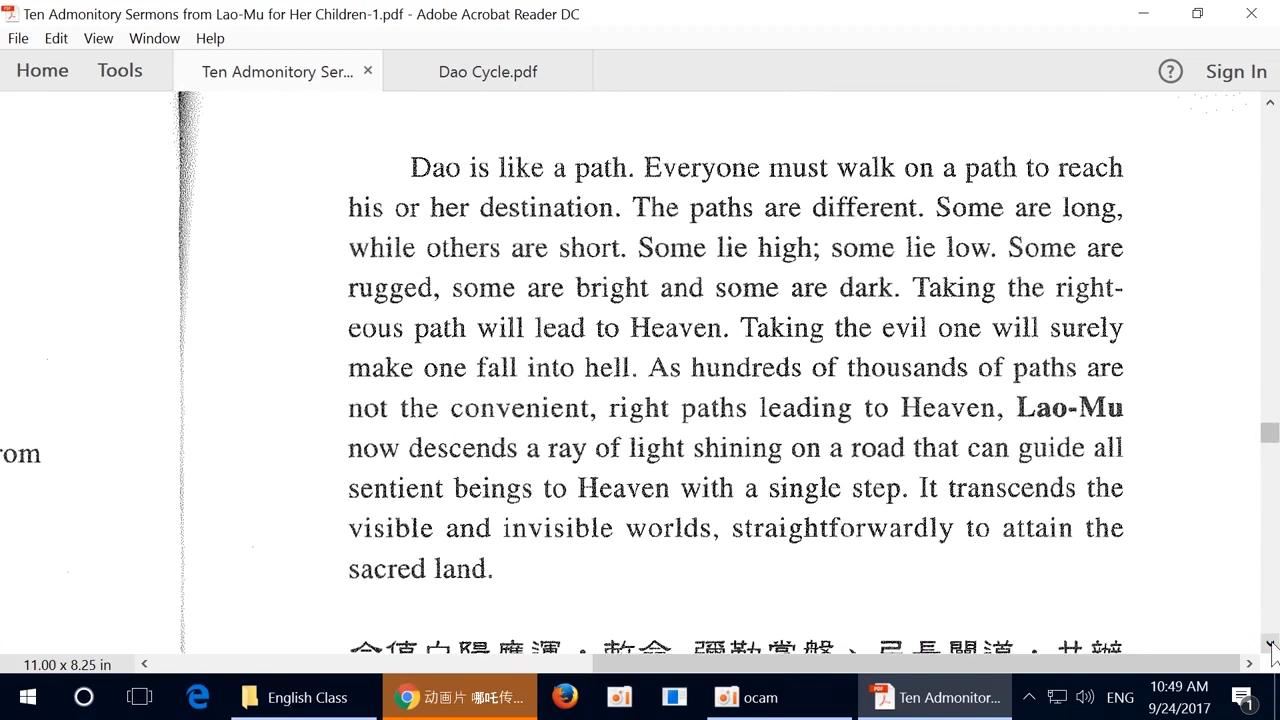 Ten Admonitory Sermons from Lao-Mu for Her Children-1.pdf - Adobe Acrobat Reader DC
File Edit View Window Help
Home Tools Ten Admonitory Ser... × Dao Cycle.pdf ? Sign In
Dao is like a path. Everyone must walk on a path to reach
his or her destination. The paths are different. Some are long,
while others are short. Some lie high; some lie low. Some are
rugged, some are bright and some are dark. Taking the right-
eous path will lead to Heaven. Taking the evil one will surely
make one fall into hell. As hundreds of thousands of paths are
not the convenient, right paths leading to Heaven, Lao-Mu
now descends a ray of light shining on a road that can guide all
rom
sentient beings to Heaven with a single step. It transcends the
visible and invisible worlds, straightforwardly to attain the
sacred land.
11.00 x 8.25 in
English Class 动画片 哪吒传... ocam Ten Admonitor... ENG 10:49 AM
9/24/2017 1